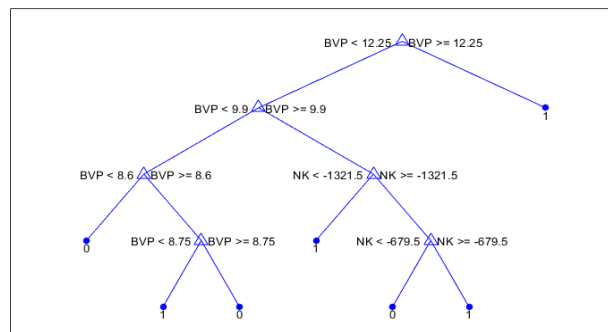 BVP < 12.25 BVP >= 12.25
BVP < 9.9 BVP >= 9.9
1
BVP < 8.6 BVP >= 8.6 NK < -1321.5 NK >= -1321.5
0 BVP < 8.75 BVP >= 8.75 1 NK < -679.5 NK >= -679.5
1 0 0 1